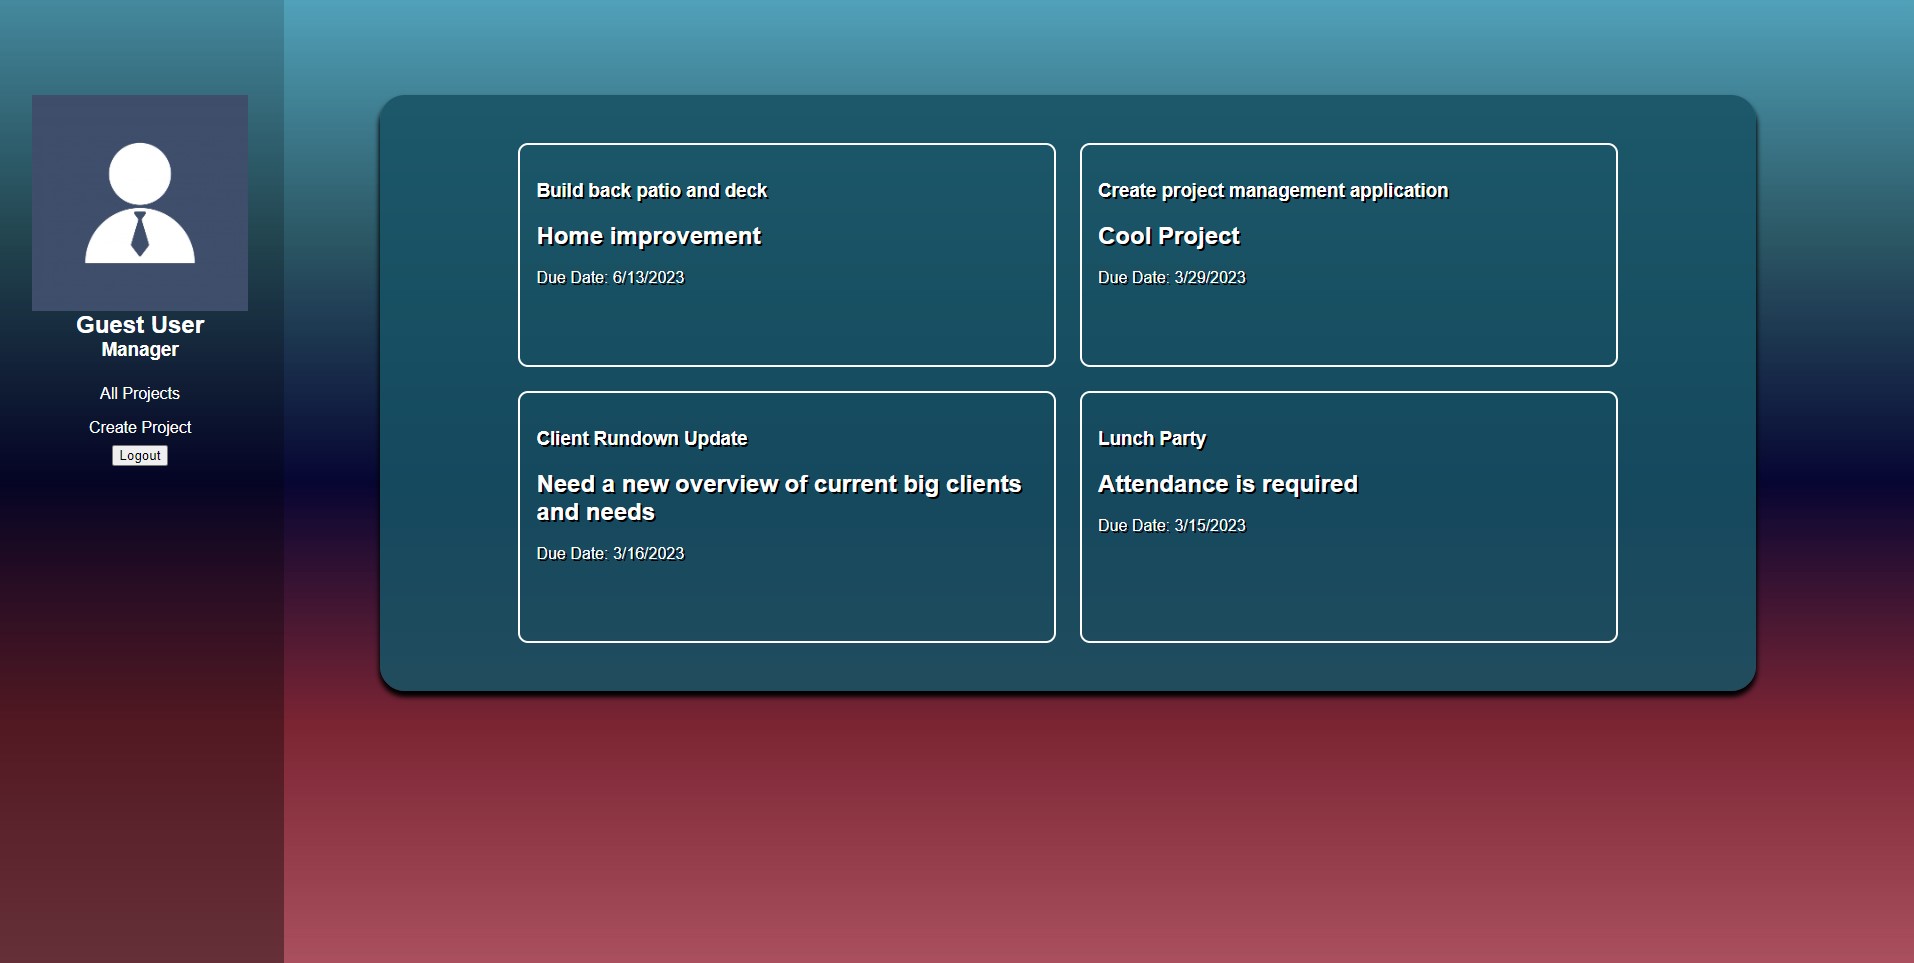 Guest User
Manager
All Projects
Create Project
Logout
Build back patio and deck
Home improvement
Due Date: 6/13/2023
Create project management application
Cool Project
Due Date: 3/29/2023
Client Rundown Update
Need a new overview of current big clients
and needs
Due Date: 3/16/2023
Lunch Party
Attendance is required
Due Date: 3/15/2023